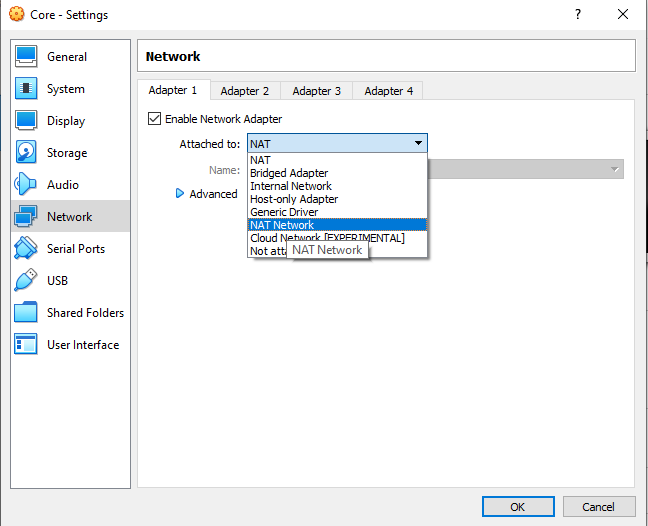 Core - Settings
?
General
System
Display
Storage
Audio
Network
Serial Ports
USB
Shared Folders
User Interface
Network
Adapter 1 Adapter 2 Adapter 3 Adapter 4
Enable Network Adapter
Attached to: NAT
Name:
Advanced
NAT
Bridged Adapter
Internal Network
Host-only Adapter
Generic Driver
NAT Network
Cloud Network [EXPERIMENTAL]
Not
NAT Network
OK Cancel